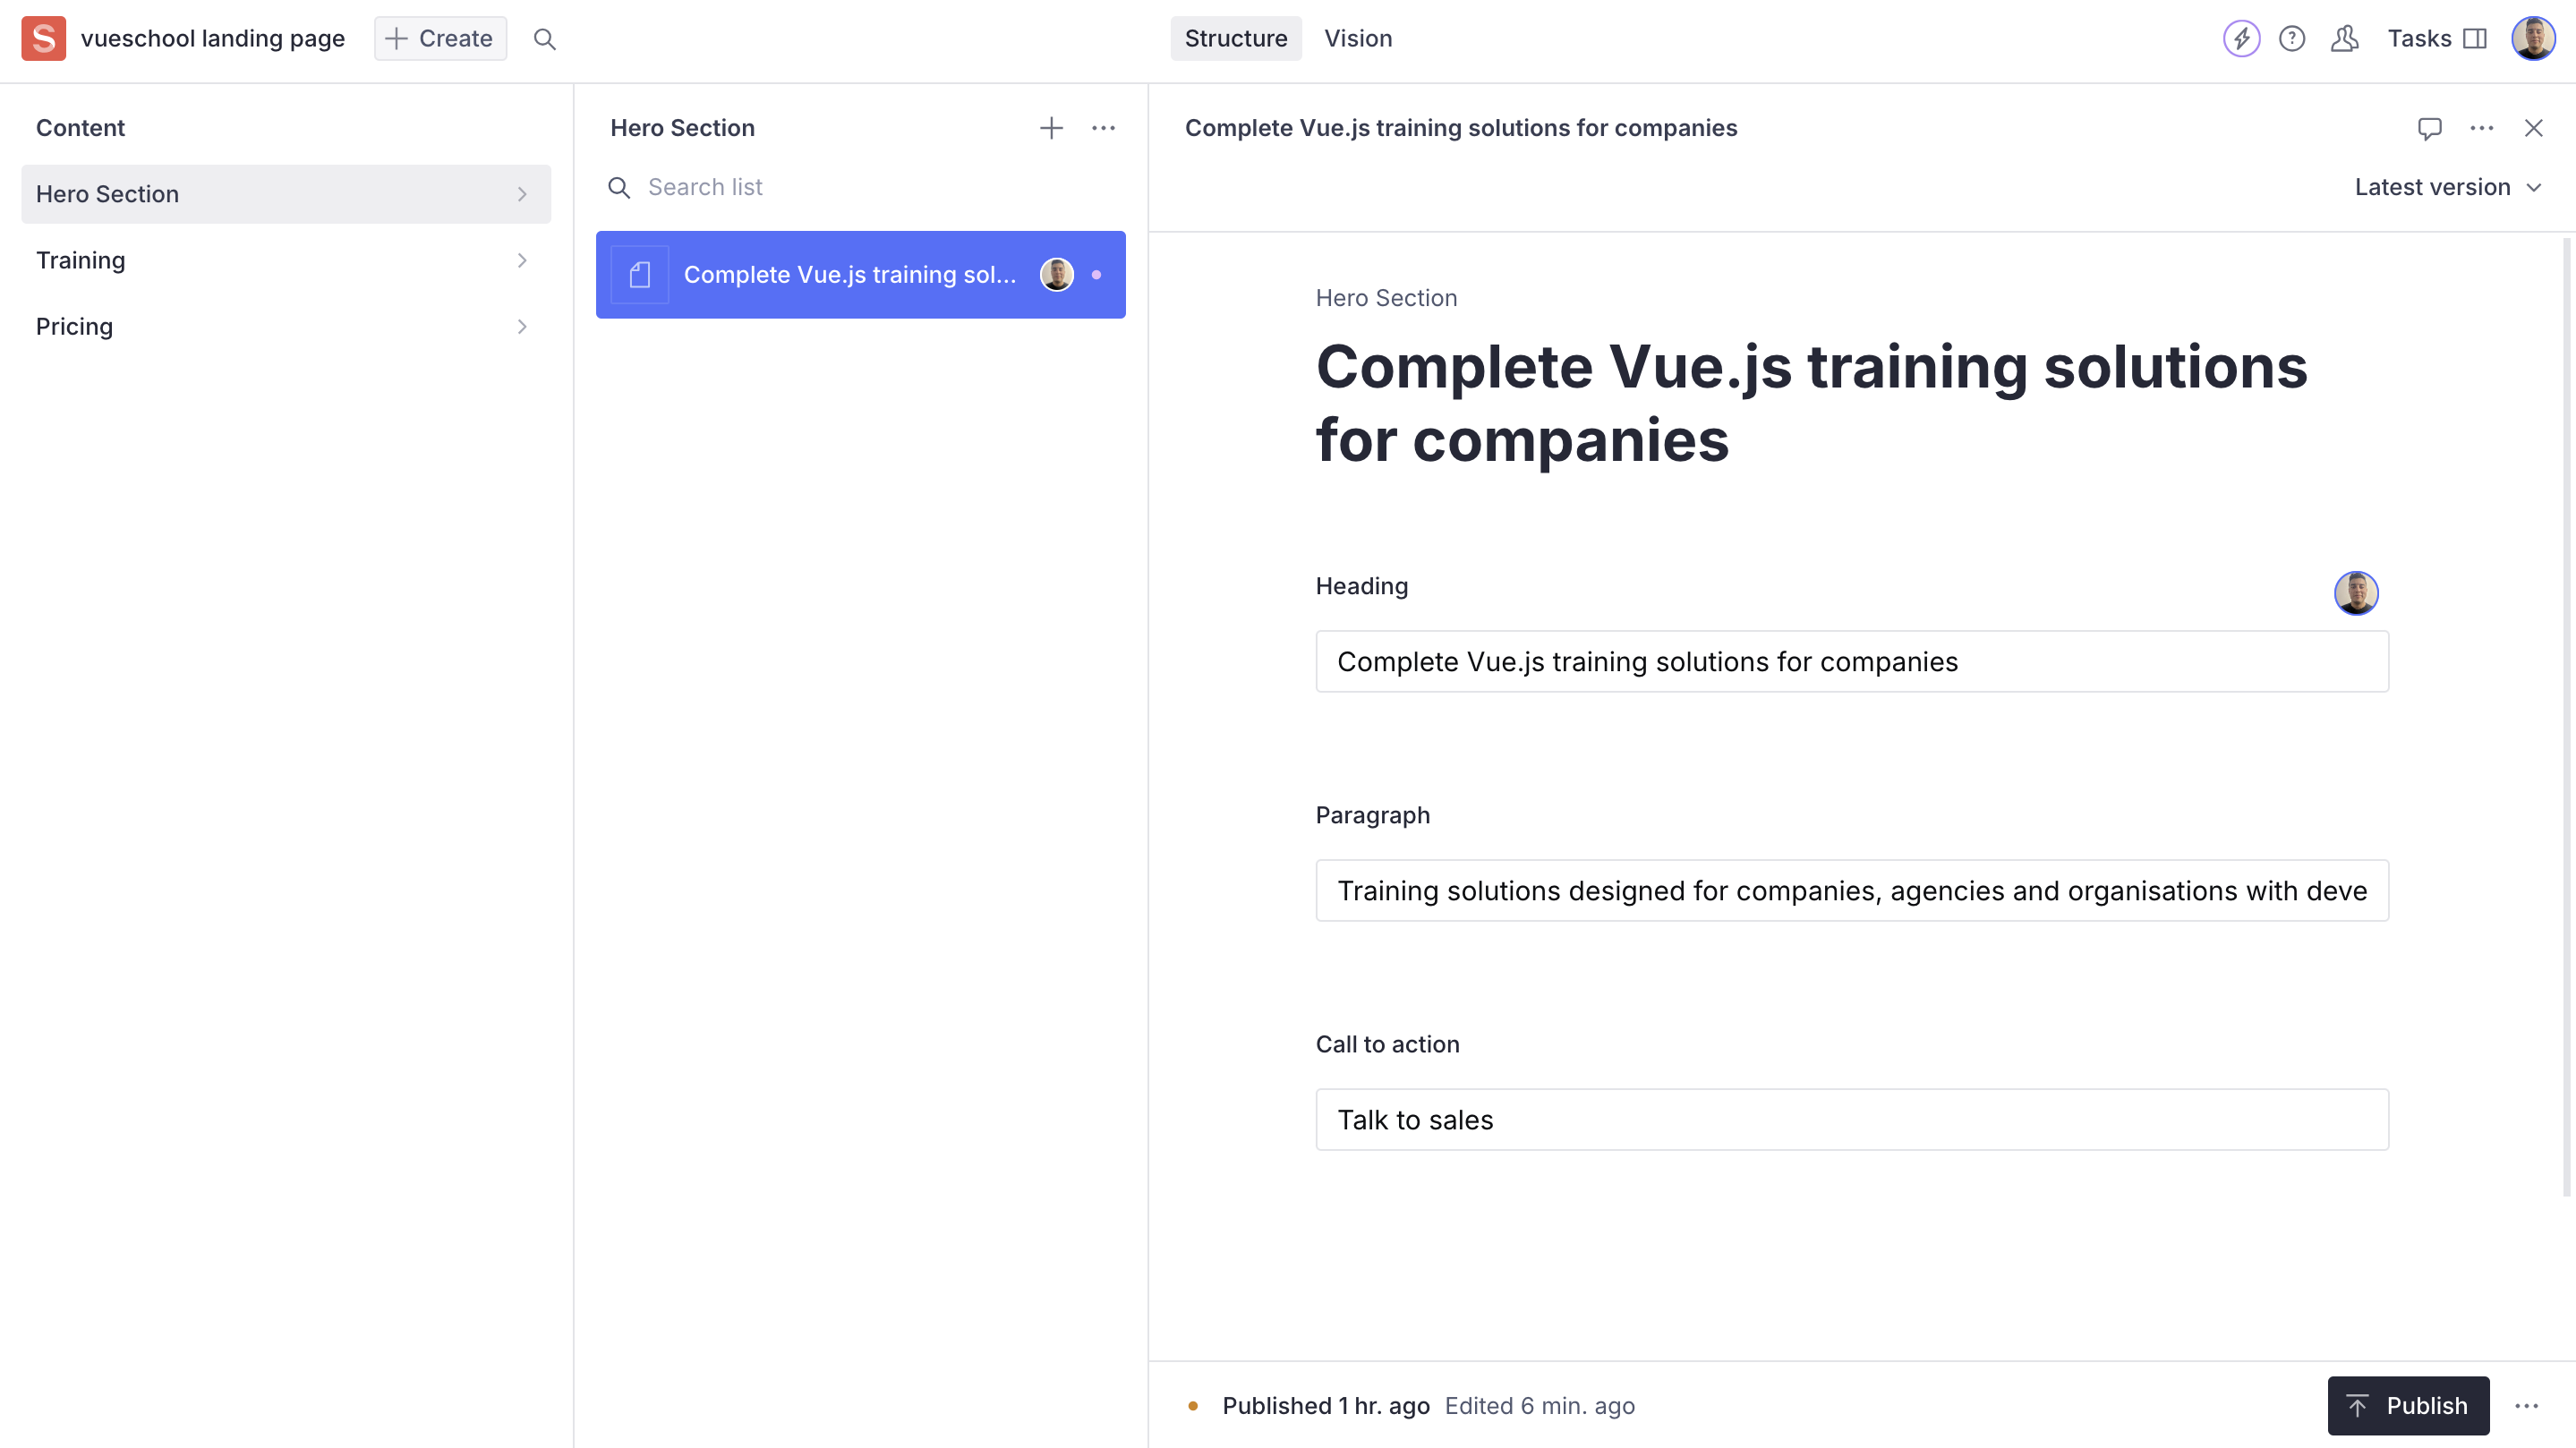 S vueschool landing page Create Structure Vision Tasks
Content
Hero Section
Training
Pricing
Hero Section
Search list
Complete Vue.js training sol...
Complete Vue.js training solutions for companies
Latest version
Hero Section
Complete Vue.js training solutions
for companies
Heading
Complete Vue.js training solutions for companies
Paragraph
Training solutions designed for companies, agencies and organisations with deve
Call to action
Talk to sales
Published 1 hr. ago Edited 6 min. ago Publish